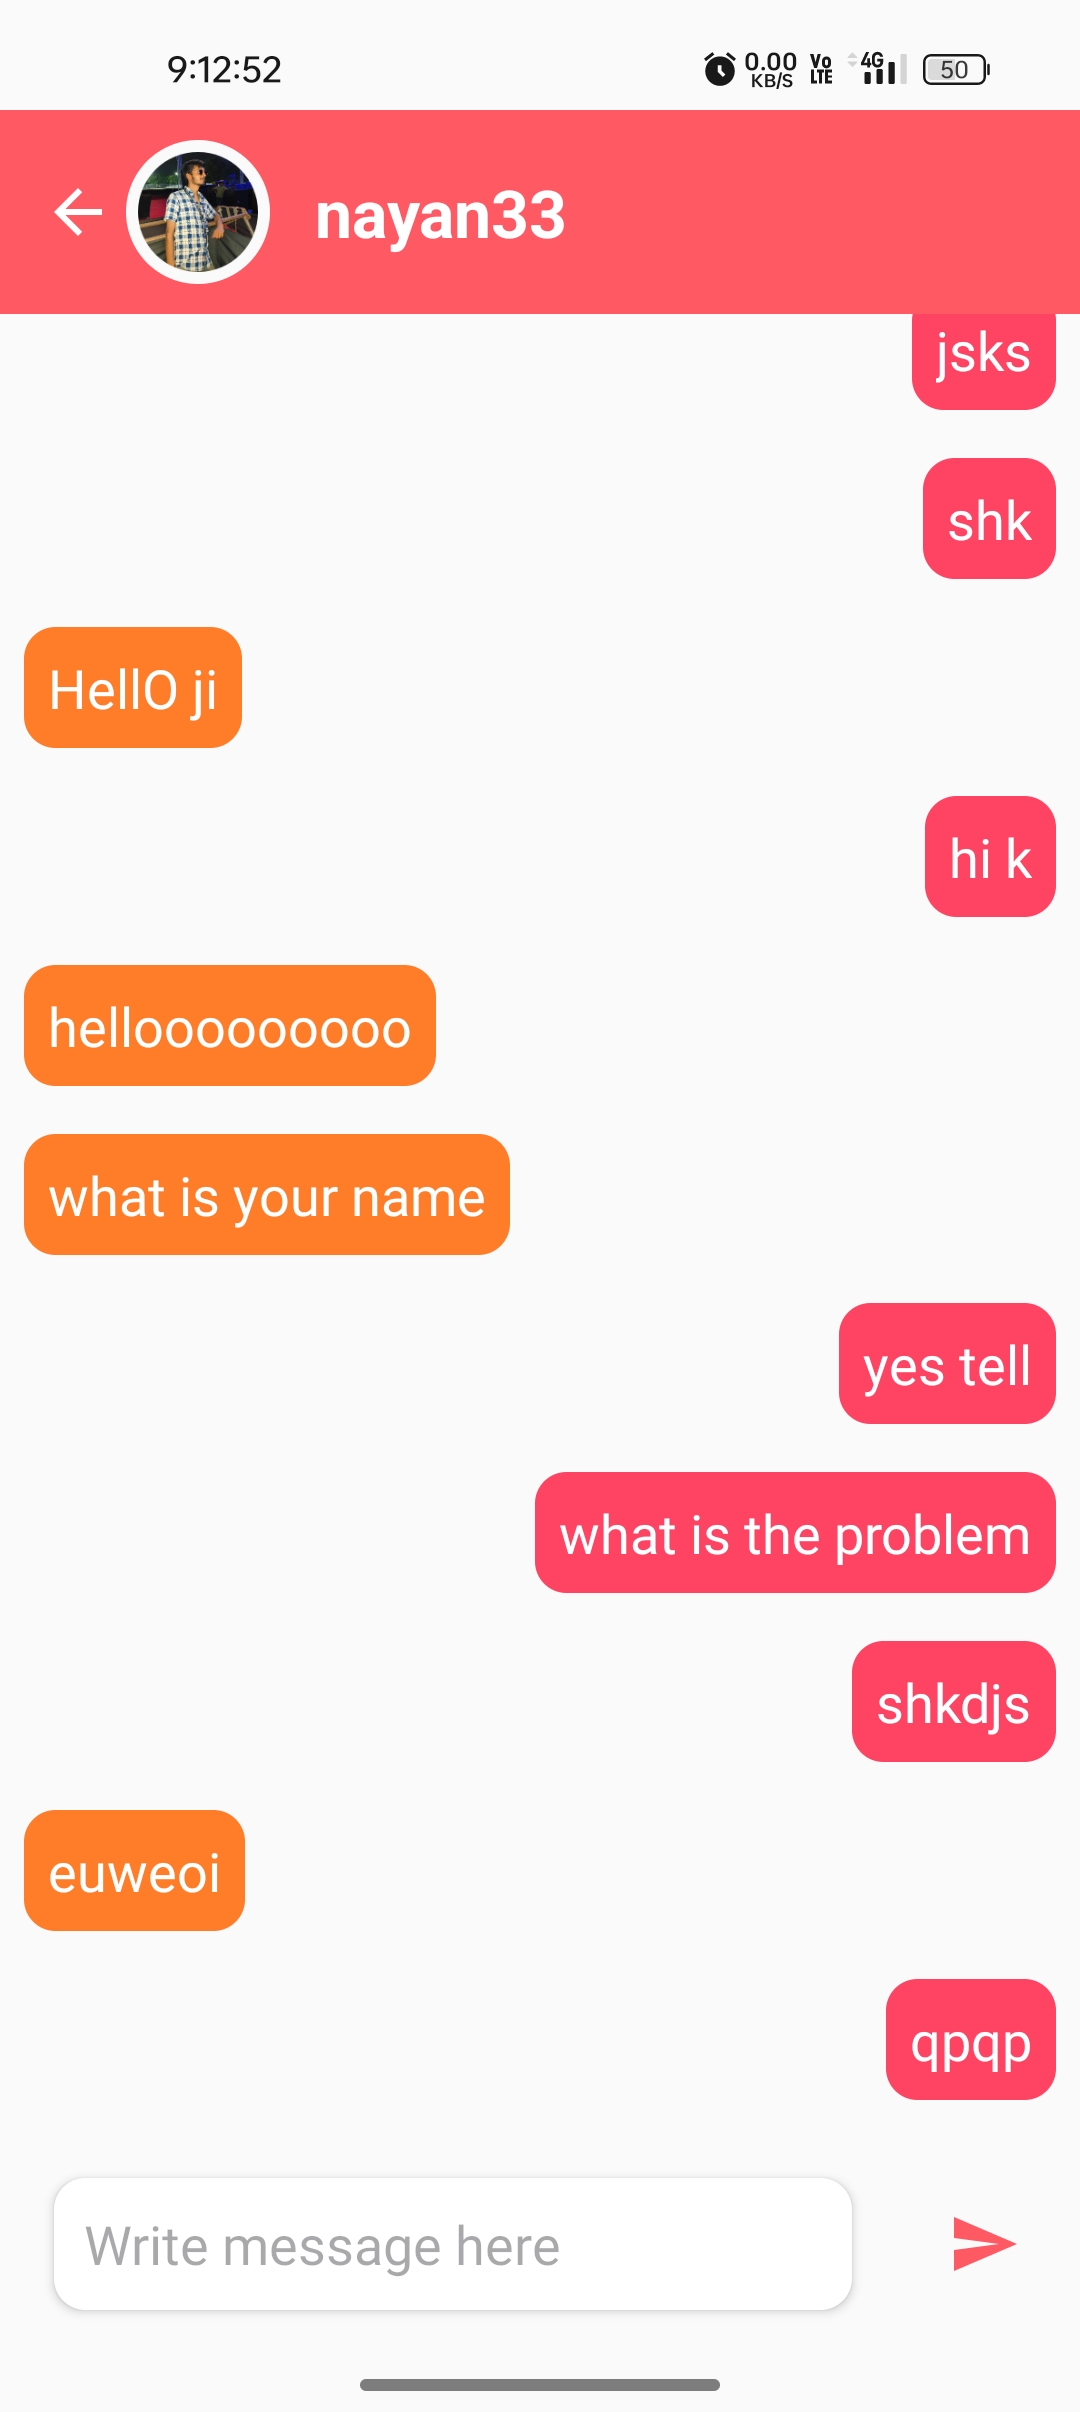 9:12:52
0.00
KB/S
Vo
LTE
4G
50
nayan33
jsks
shk
HellO ji
hi k
hellooooooooo
what is your name
yes tell
what is the problem
shkdjs
euweoi
qpqp
Write message here